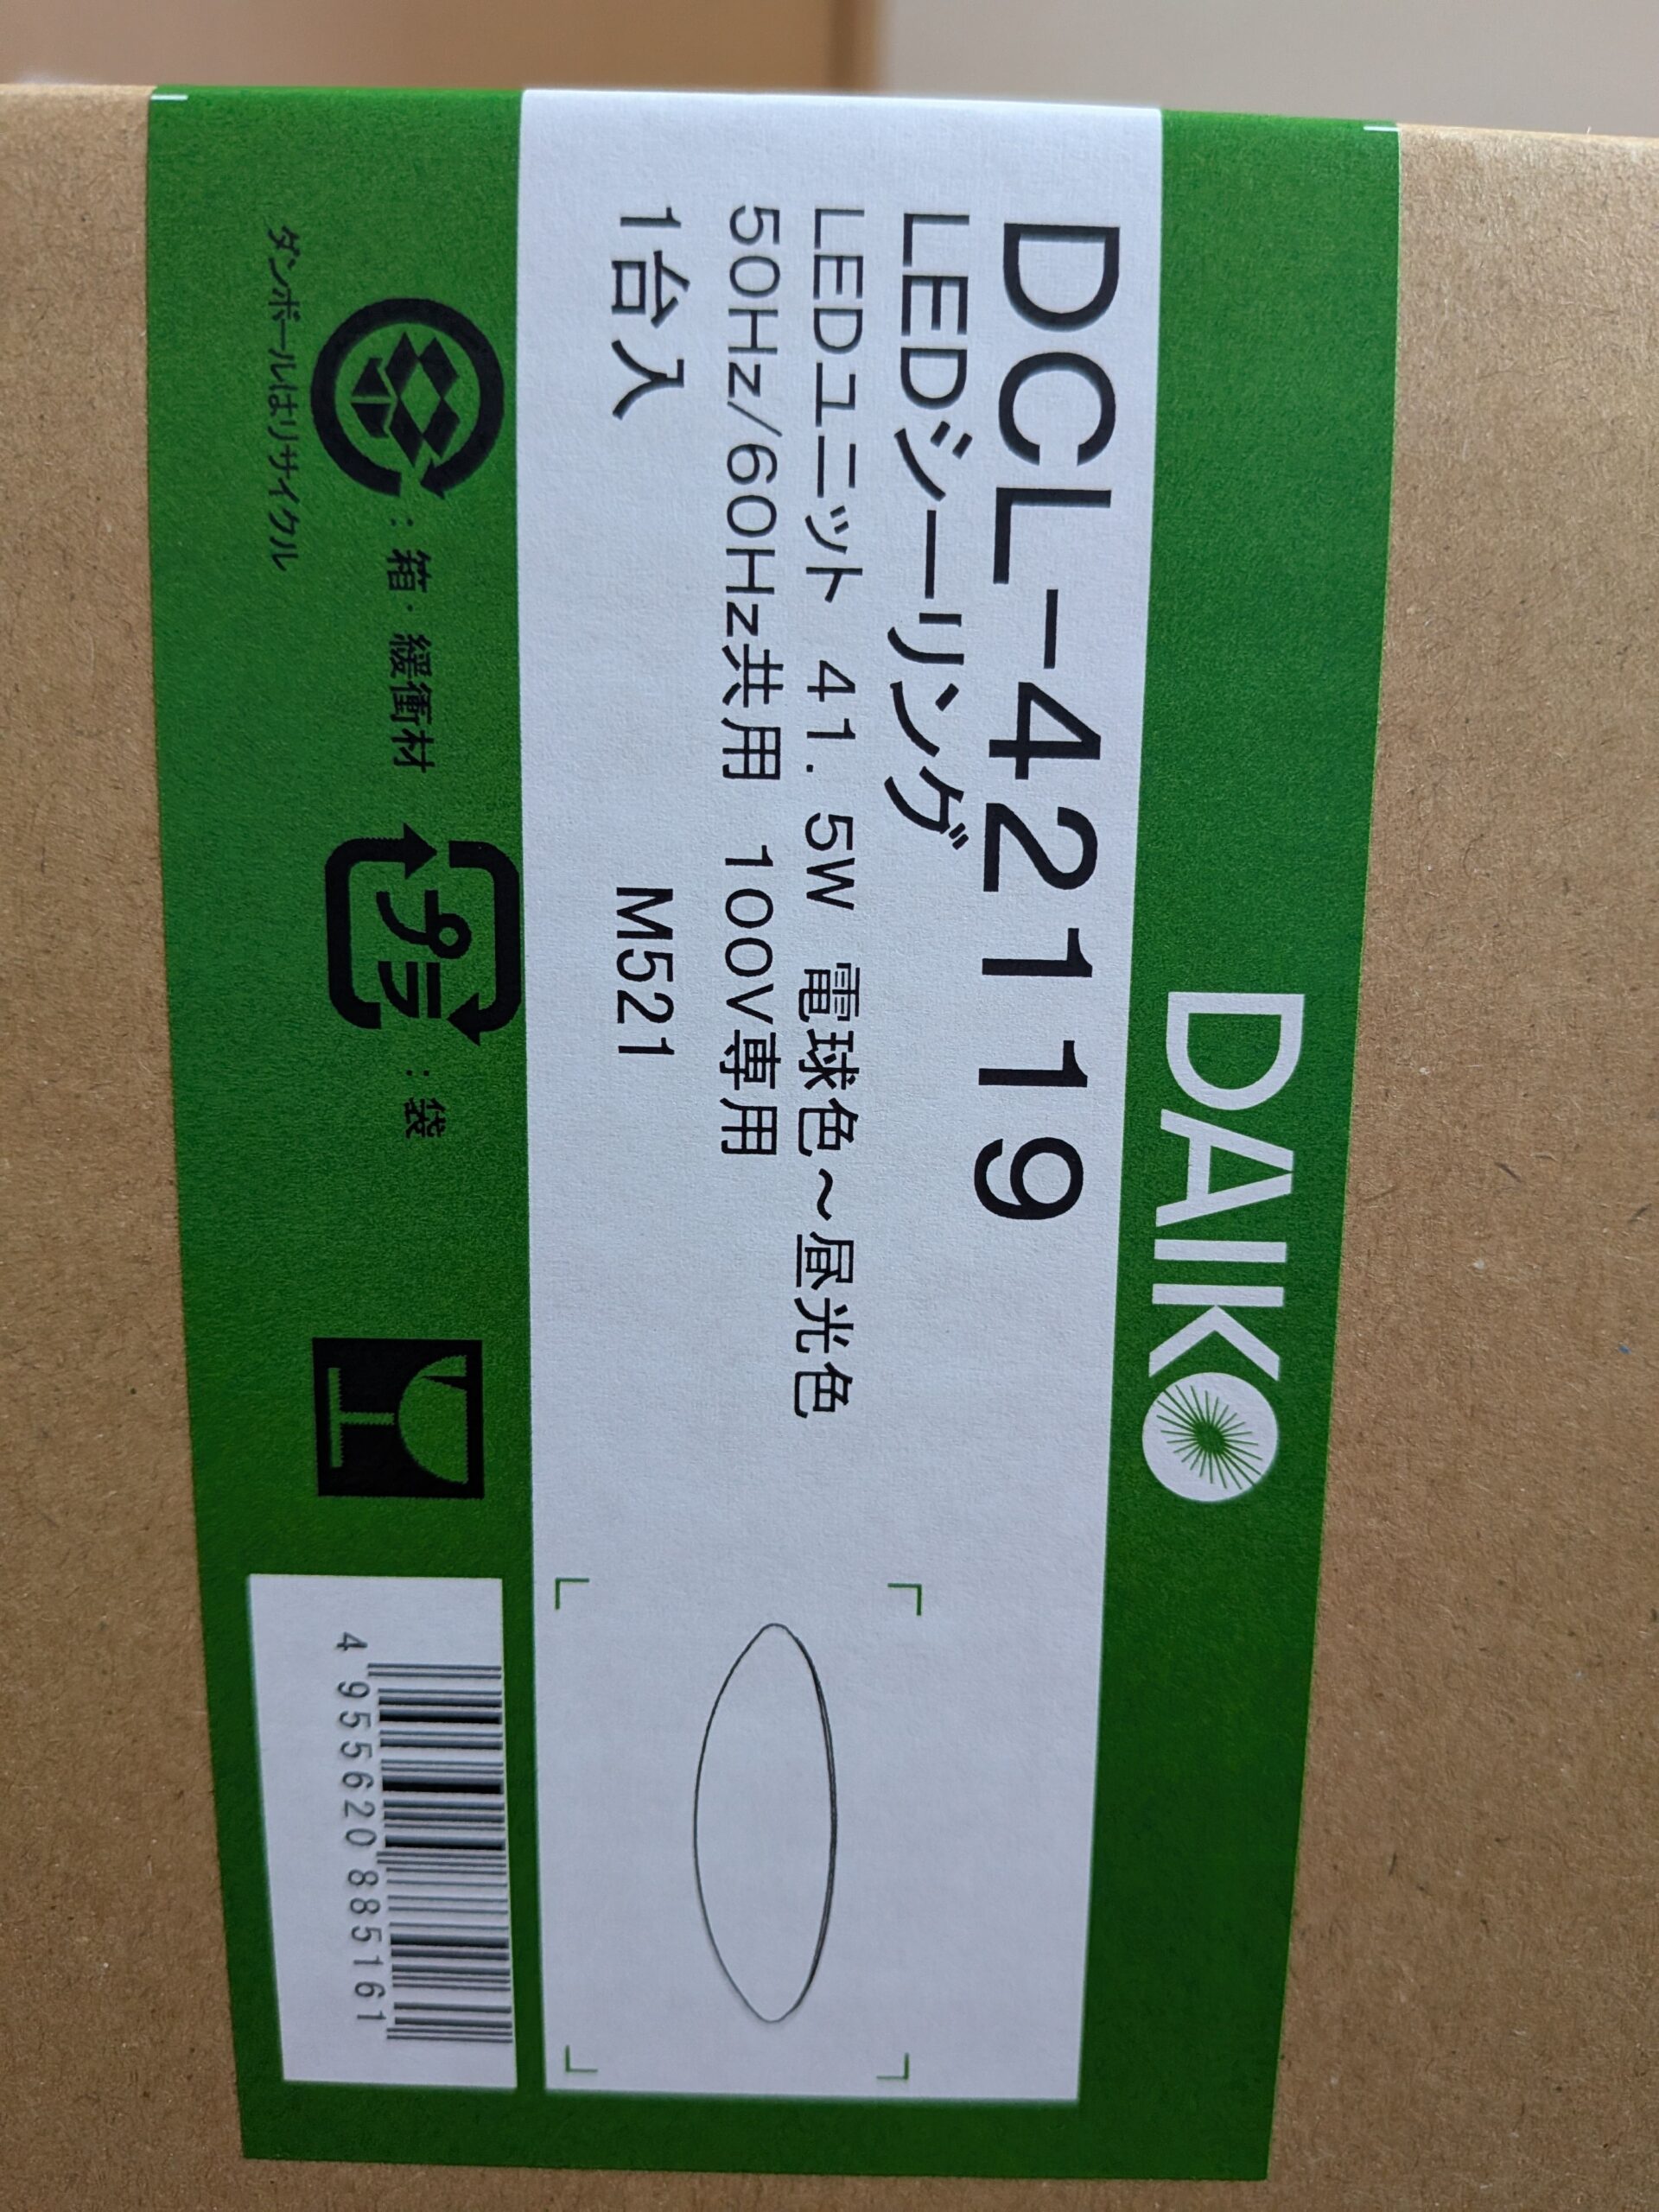 DAIKO
DCL-42119
LEDシーリング
LEDユニット 41.5W 電球色～昼光色
50Hz/60Hz共用 100V専用
1台入 M521
:箱・緩衝材
プラ
:袋
ダンボールはリサイクル
4 955620 885161